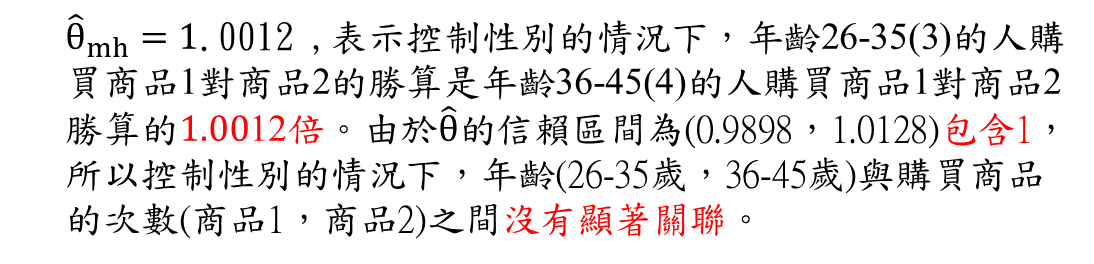 θ̂mh = 1.0012 , 表示控制性別的情況下，年齡26-35(3)的人購
買商品1對商品2的勝算是年齡36-45(4)的人購買商品1對商品2
勝算的1.0012倍。由於θ̂的信賴區間為(0.9898，1.0128)包含1，
所以控制性別的情況下，年齡(26-35歲，36-45歲)與購買商品
的次數(商品1，商品2)之間沒有顯著關聯。